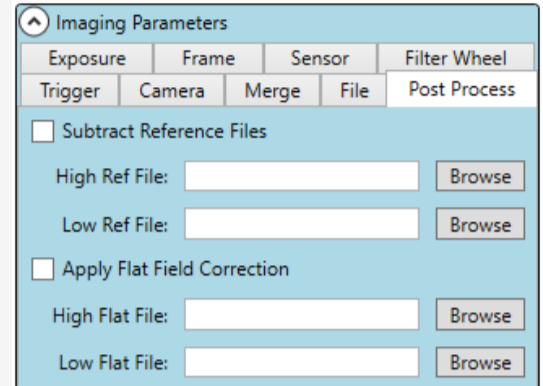 Imaging Parameters
Exposure Frame Sensor Filter Wheel
Trigger Camera Merge File Post Process
Subtract Reference Files
High Ref File: Browse
Low Ref File: Browse
Apply Flat Field Correction
High Flat File: Browse
Low Flat File: Browse